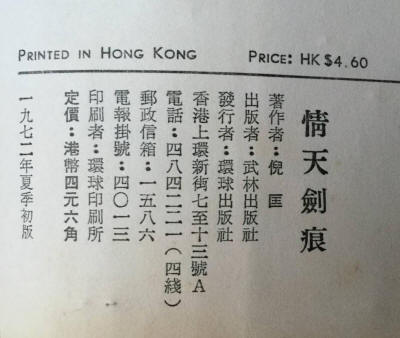 PRINTED IN HONG KONG PRICE: HK $4.60
情天劍痕
著作者：倪匡
出版者：武林出版社
發行者：環球出版社
香港上環新街七至十三號A
電話：四八四二二二一（四綫）
郵政信箱：一五八六
電報掛號：四〇一三
印刷者：環球印刷所
定價：港幣四元六角
一九七二年夏季初版